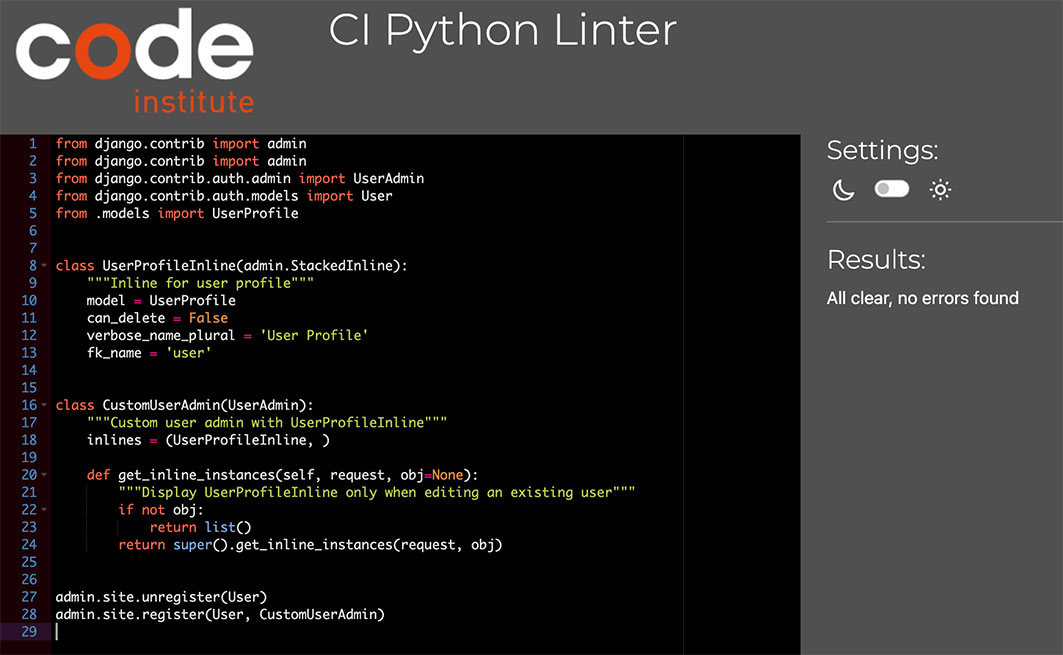 code
institute
CI Python Linter
1 from django.contrib import admin
2 from django.contrib import admin
3 from django.contrib.auth.admin import UserAdmin
4 from django.contrib.auth.models import User
5 from .models import UserProfile
6
7
8 class UserProfileInline(admin.StackedInline):
9     """Inline for user profile"""
10     model = UserProfile
11     can_delete = False
12     verbose_name_plural = 'User Profile'
13     fk_name = 'user'
14
15
16 class CustomUserAdmin(UserAdmin):
17     """Custom user admin with UserProfileInline"""
18     inlines = (UserProfileInline, )
19
20     def get_inline_instances(self, request, obj=None):
21         """Display UserProfileInline only when editing an existing user"""
22         if not obj:
23             return list()
24         return super().get_inline_instances(request, obj)
25
26
27 admin.site.unregister(User)
28 admin.site.register(User, CustomUserAdmin)
29
Settings:
Results:
All clear, no errors found